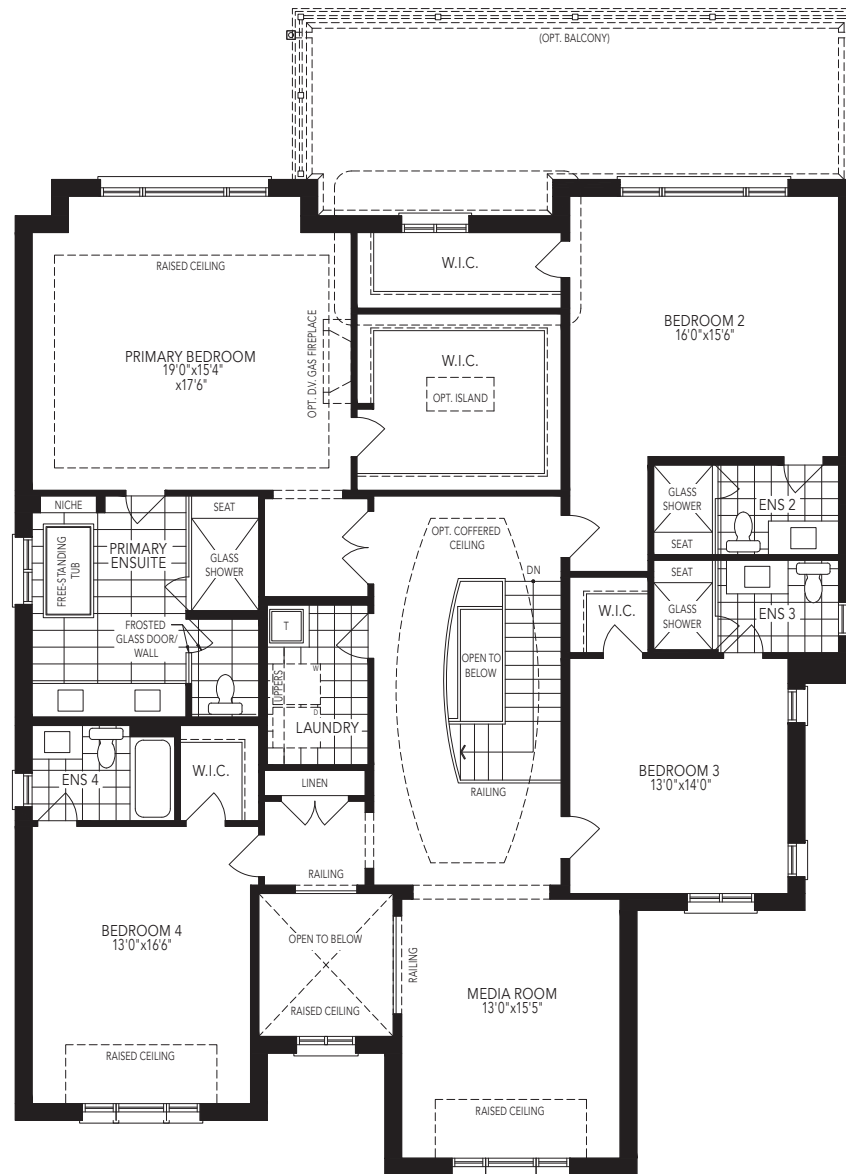 (OPT. BALCONY)
RAISED CEILING
W.I.C.
BEDROOM 2
16'0"x15'6"
PRIMARY BEDROOM
19'0"x15'4"
x17'6"
OPT. D.V. GAS FIREPLACE
W.I.C.
OPT. ISLAND
NICHE
SEAT
GLASS
SHOWER
PRIMARY
ENSUITE
FREE-STANDING
TUB
FROSTED
GLASS DOOR/
WALL
OPT. COFFERED
CEILING
DN
OPEN TO
BELOW
RAILING
GLASS
SHOWER
SEAT
ENS 2
SEAT
GLASS
SHOWER
ENS 3
W.I.C.
T
UPPERS
W
D
LAUNDRY
LINEN
ENS 4
W.I.C.
BEDROOM 3
13'0"x14'0"
RAILING
BEDROOM 4
13'0"x16'6"
OPEN TO BELOW
RAISED CEILING
RAILING
MEDIA ROOM
13'0"x15'5"
RAISED CEILING
RAISED CEILING